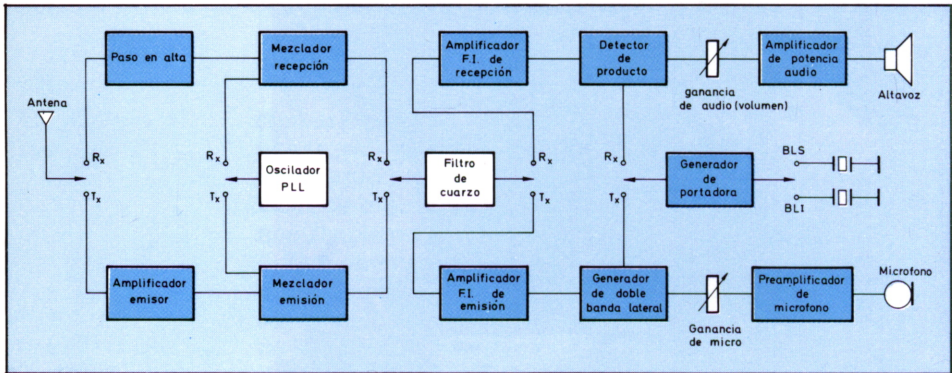 Antena
Paso en alta
Mezclador
recepción
Amplificador
F.I. de
recepción
Detector
de
producto
ganancia
de audio (volumen)
Amplificador
de potencia
audio
Altavoz
Rx
Tx
Rx
Tx
Oscilador
PLL
Rx
Tx
Filtro
de
cuarzo
Rx
Tx
Rx
Tx
Generador
de
portadora
BLS
BLI
Amplificador
emisor
Mezclador
emisión
Amplificador
F.I. de
emisión
Generador
de doble
banda lateral
Ganancia
de micro
Preamplificador
de
microfono
Microfono